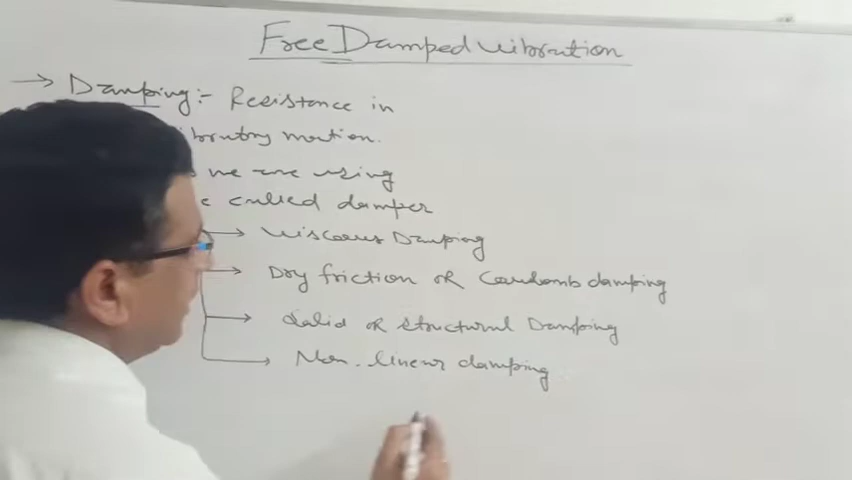 Free Damped Vibration
→ Damping :- Resistance in
ibratory motion.
we are using
called damper
→ Viscous Damping
→ Dry friction or Coulomb damping
→ Solid or structural Damping
→ Non-linear damping